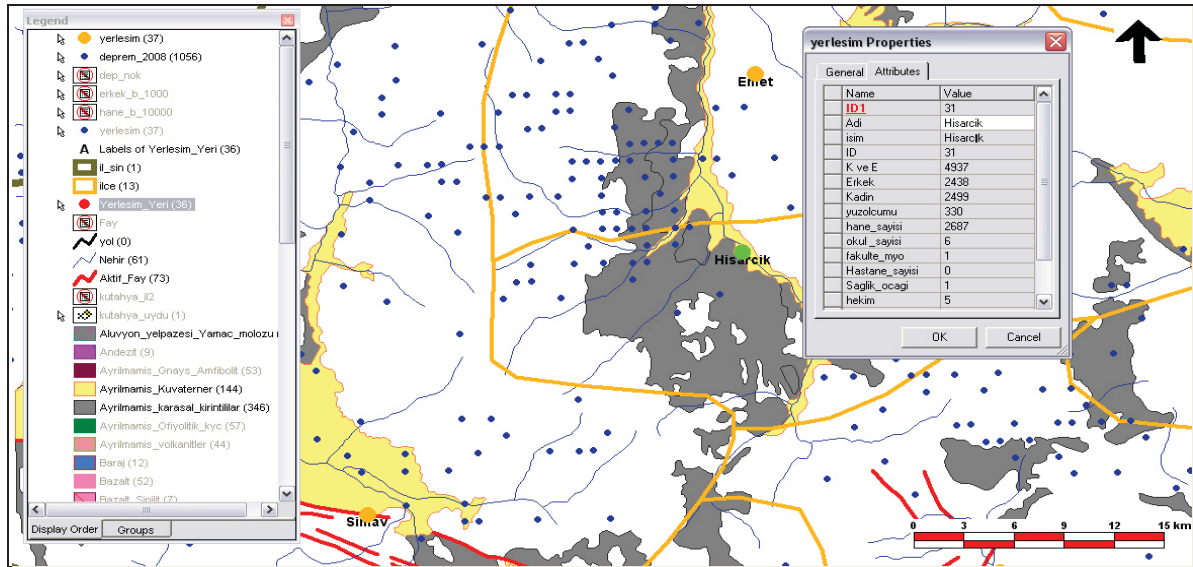 Legend
yerlesim (37)
deprem_2008 (1056)
dep_nok
erkek_b_1000
hane_b_10000
yerlesim (37)
A Labels of Yerlesim_Yeri (36)
il_sin (1)
ilce (13)
Yerlesim_Yeri (36)
Fay
yol (0)
Nehir (61)
Aktif_Fay (73)
kutahya_il2
kutahya_uydu (1)
Aluvyon_yelpazesi_Yamac_molozu
Andezit (9)
Ayrilmamis_Gnays_Amfibolit (53)
Ayrilmamis_Kuvaterner (144)
Ayrilmamis_karasal_kirintililar (346)
Ayrilmamis_Ofiyolitik_kyc (57)
Ayrilmamis_volkanitler (44)
Baraj (12)
Bazalt (52)
Bazalt_Spilit (7)
Display Order Groups
Emet
Hisarcik
Simav
yerlesim Properties
General Attributes
Name Value
ID1 31
Adi Hisarcik
isim Hisarcik
ID 31
K ve E 4937
Erkek 2438
Kadin 2499
yuzolcumu 330
hane_sayisi 2687
okul_sayisi 6
fakulte_myo 1
Hastane_sayisi 0
Saglik_ocagi 1
hekim 5
OK Cancel
0 3 6 9 12 15 km